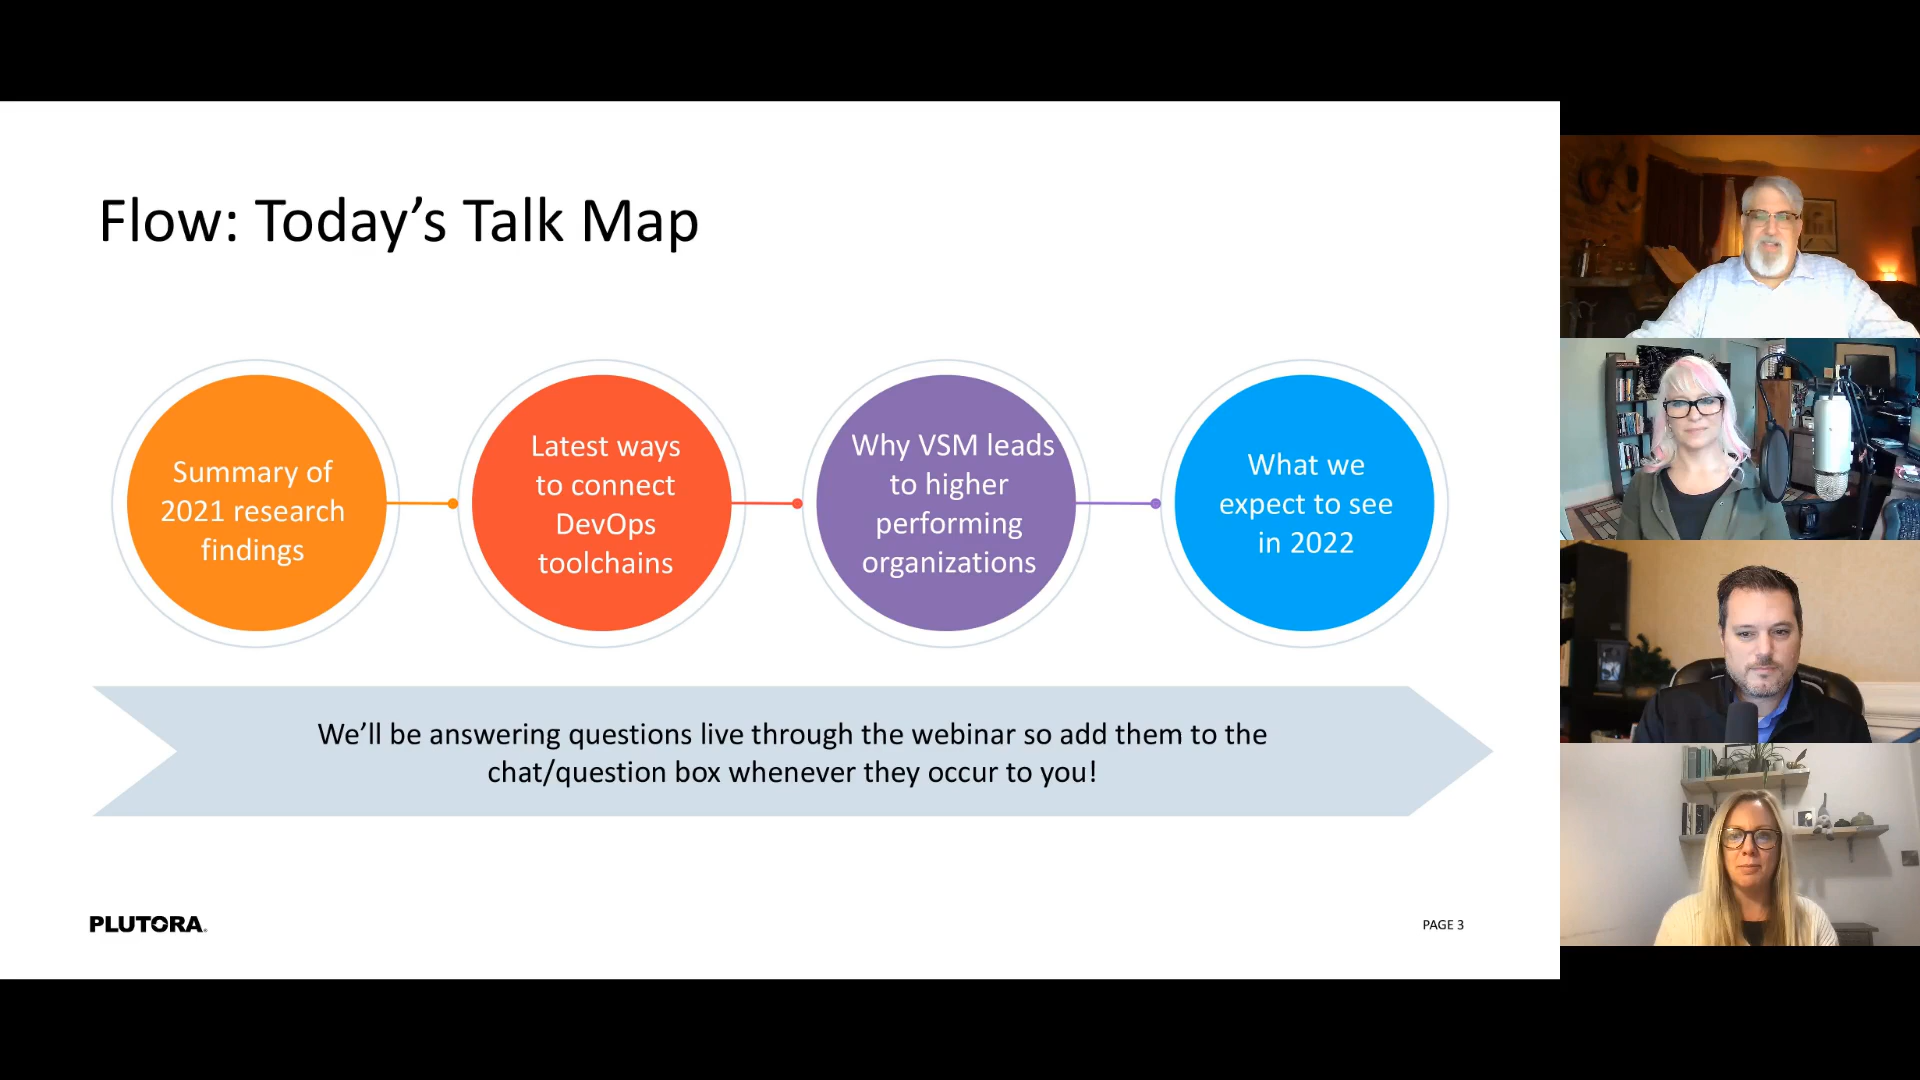 Flow: Today’s Talk Map
Summary of
2021 research
findings
Latest ways
to connect
DevOps
toolchains
Why VSM leads
to higher
performing
organizations
What we
expect to see
in 2022
We’ll be answering questions live through the webinar so add them to the
chat/question box whenever they occur to you!
PLUTORA
PAGE 3